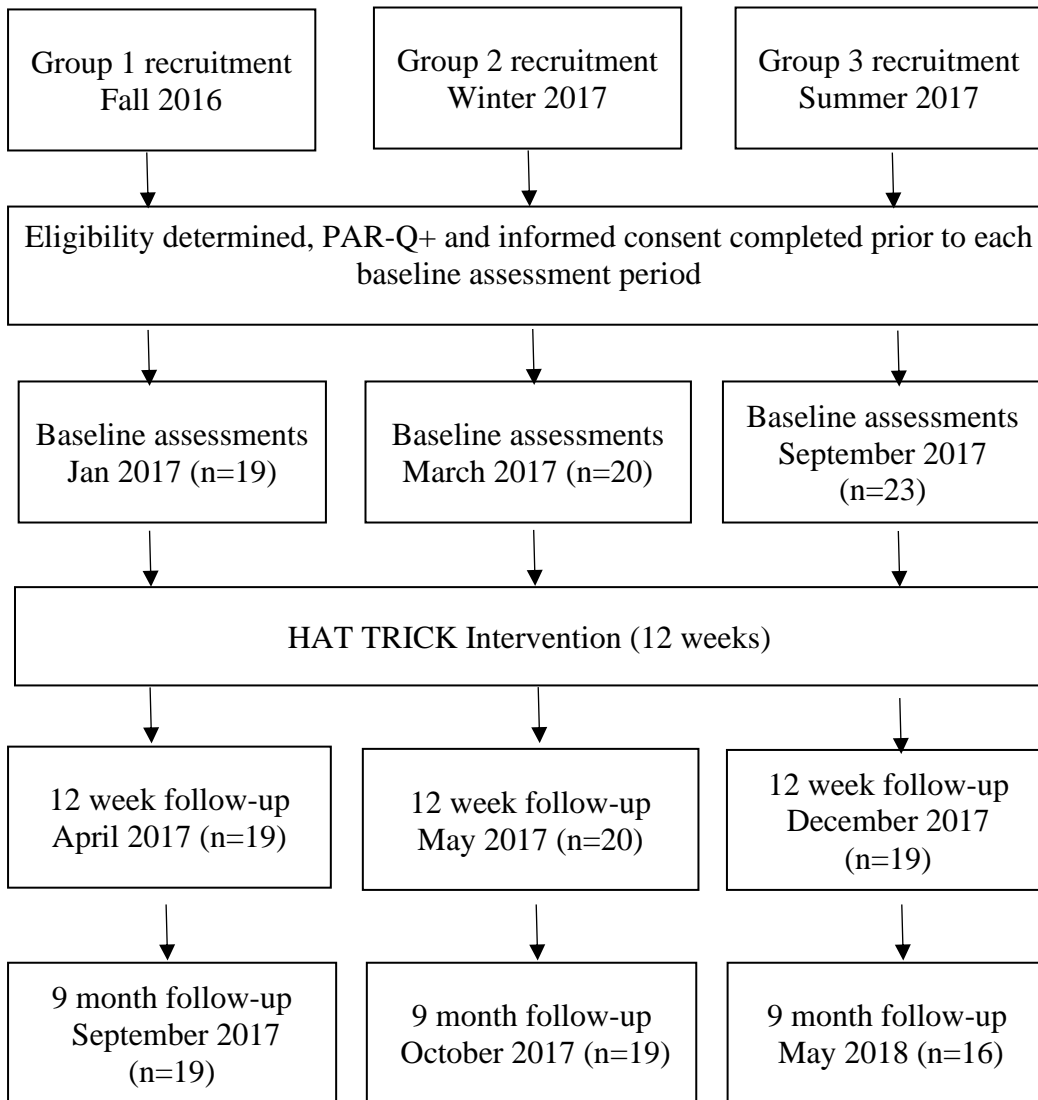 Group 1 recruitment
Fall 2016
Group 2 recruitment
Winter 2017
Group 3 recruitment
Summer 2017
Eligibility determined, PAR-Q+ and informed consent completed prior to each
baseline assessment period
Baseline assessments
Jan 2017 (n=19)
Baseline assessments
March 2017 (n=20)
Baseline assessments
September 2017
(n=23)
HAT TRICK Intervention (12 weeks)
12 week follow-up
April 2017 (n=19)
12 week follow-up
May 2017 (n=20)
12 week follow-up
December 2017
(n=19)
9 month follow-up
September 2017
(n=19)
9 month follow-up
October 2017 (n=19)
9 month follow-up
May 2018 (n=16)